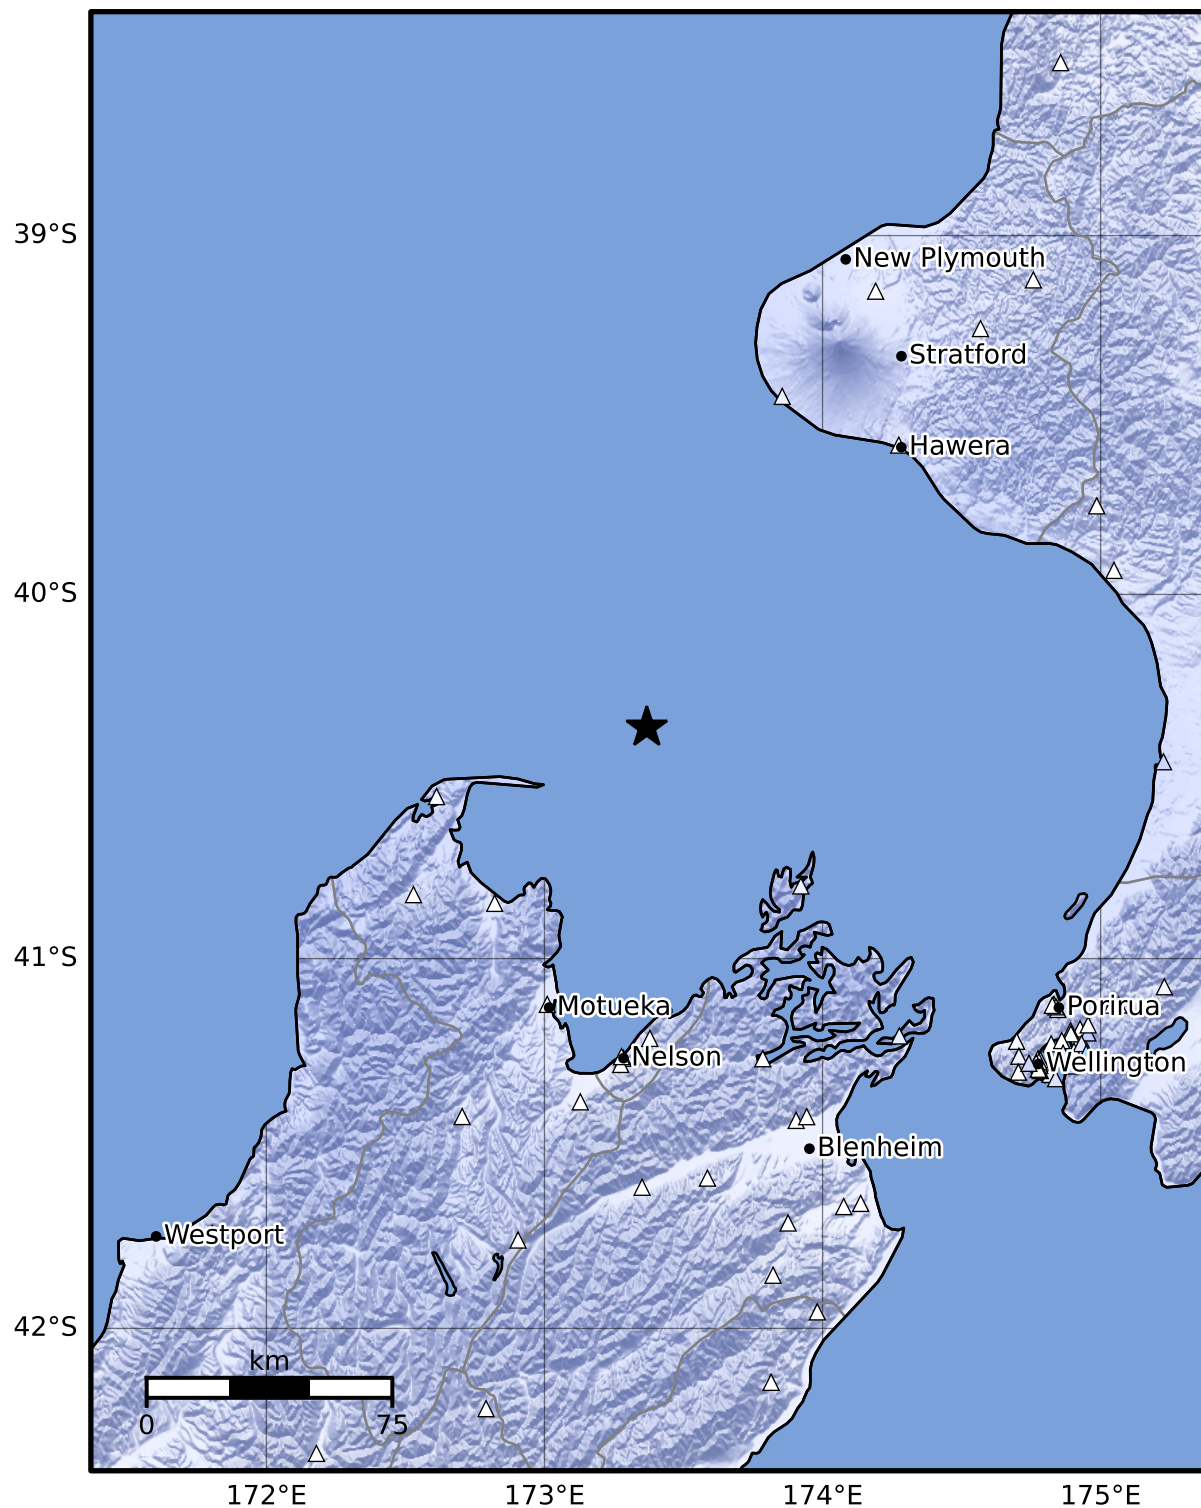 39°S
New Plymouth
Stratford
Hawera
40°S
41°S
Motueka
Porirua
Nelson
Wellington
Blenheim
Westport
42°S
km
0
75
172°E
173°E
174°E
175°E